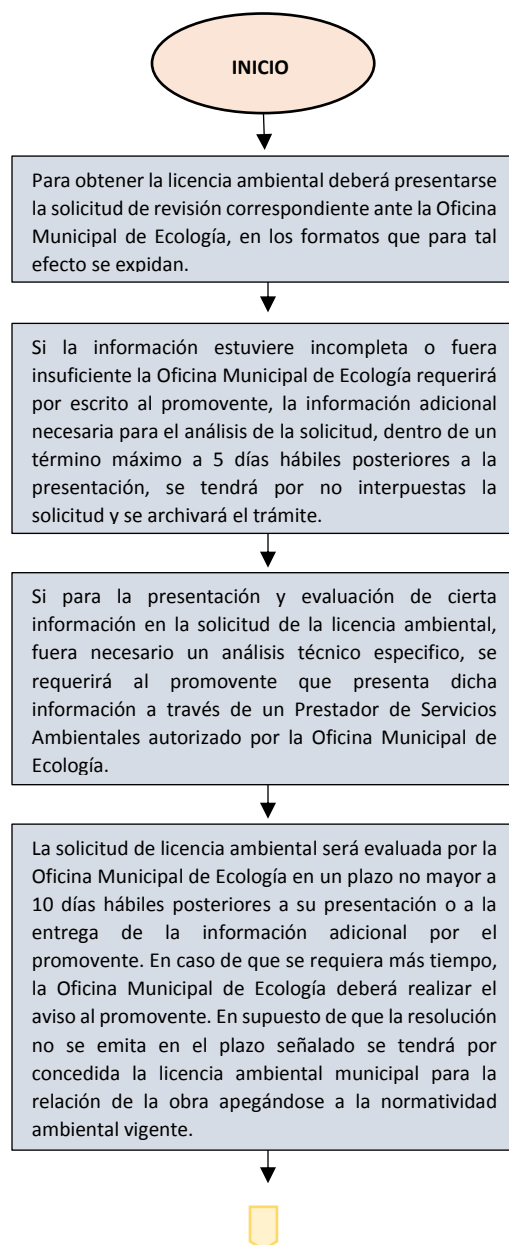 INICIO
Para obtener la licencia ambiental deberá presentarse
la solicitud de revisión correspondiente ante la Oficina
Municipal de Ecología, en los formatos que para tal
efecto se expidan.
Si la información estuviere incompleta o fuera
insuficiente la Oficina Municipal de Ecología requerirá
por escrito al promovente, la información adicional
necesaria para el análisis de la solicitud, dentro de un
término máximo a 5 días hábiles posteriores a la
presentación, se tendrá por no interpuestas la
solicitud y se archivará el trámite.
Si para la presentación y evaluación de cierta
información en la solicitud de la licencia ambiental,
fuera necesario un análisis técnico especifico, se
requerirá al promovente que presenta dicha
información a través de un Prestador de Servicios
Ambientales autorizado por la Oficina Municipal de
Ecología.
La solicitud de licencia ambiental será evaluada por la
Oficina Municipal de Ecología en un plazo no mayor a
10 días hábiles posteriores a su presentación o a la
entrega de la información adicional por el
promovente. En caso de que se requiera más tiempo,
la Oficina Municipal de Ecología deberá realizar el
aviso al promovente. En supuesto de que la resolución
no se emita en el plazo señalado se tendrá por
concedida la licencia ambiental municipal para la
relación de la obra apegándose a la normatividad
ambiental vigente.